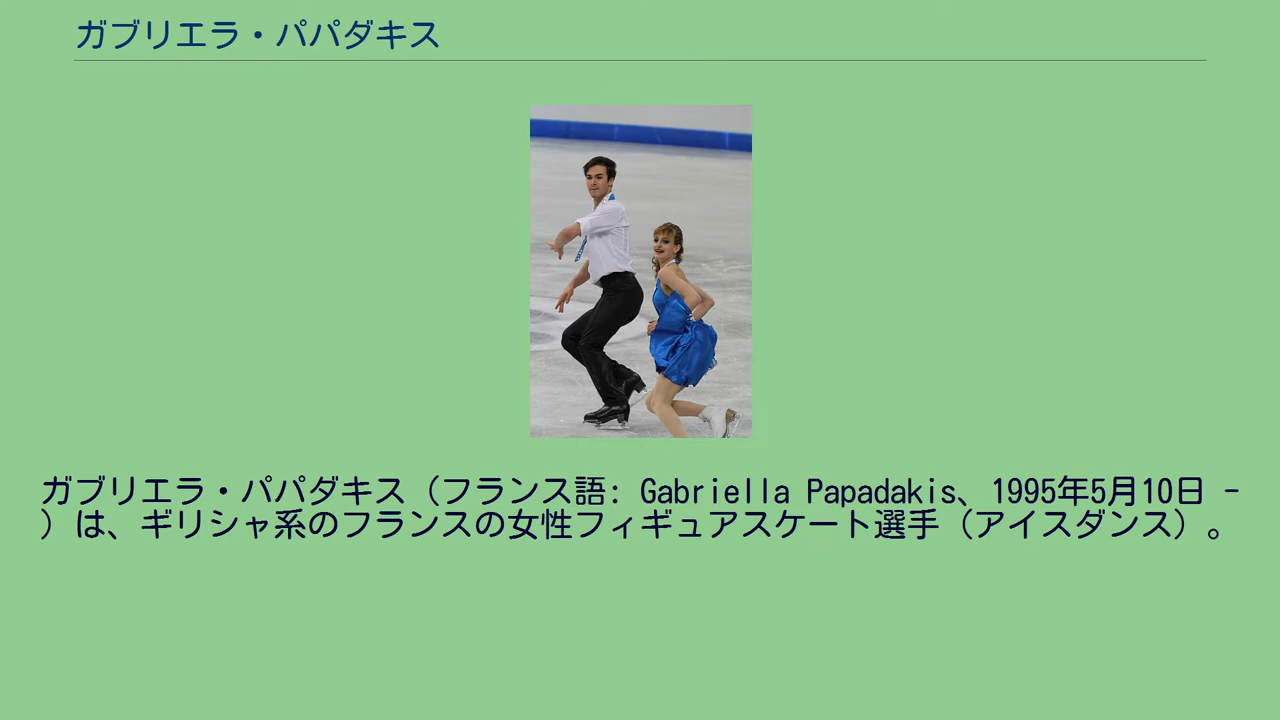 ガブリエラ・パパダキス
ガブリエラ・パパダキス（フランス語: Gabriella Papadakis、1995年5月10日 -
）は、ギリシャ系のフランスの女性フィギュアスケート選手（アイスダンス）。